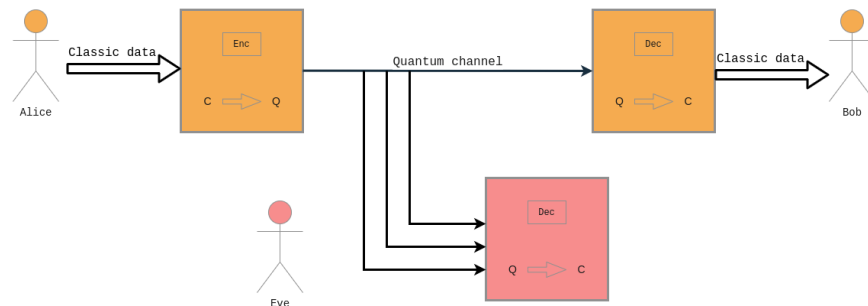 Classic data
Alice
Enc
C
Q
Quantum channel
Dec
Q
C
Classic data
Bob
Eve
Dec
Q
C